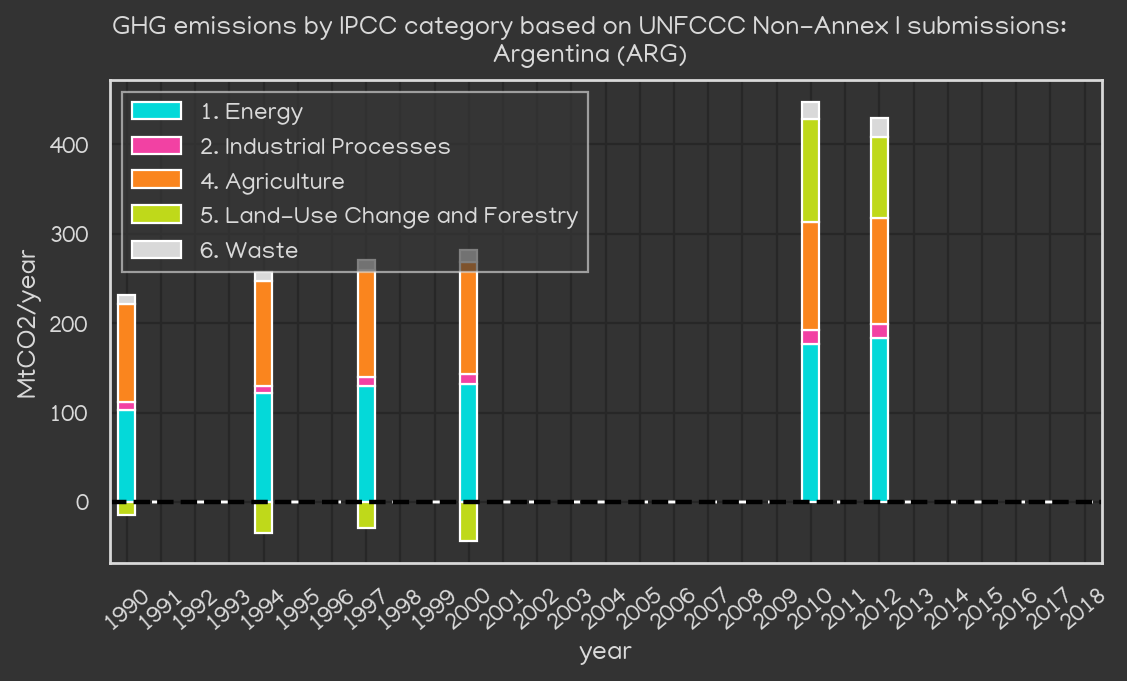 GHG emissions by IPCC category based on UNFCCC Non-Annex I submissions:
Argentina (ARG)
1. Energy
2. Industrial Processes
4. Agriculture
5. Land-Use Change and Forestry
6. Waste
MtCO2/year
400
300
200
100
0
1990 1991 1992 1993 1994 1995 1996 1997 1998 1999 2000 2001 2002 2003 2004 2005 2006 2007 2008 2009 2010 2011 2012 2013 2014 2015 2016 2017 2018
year